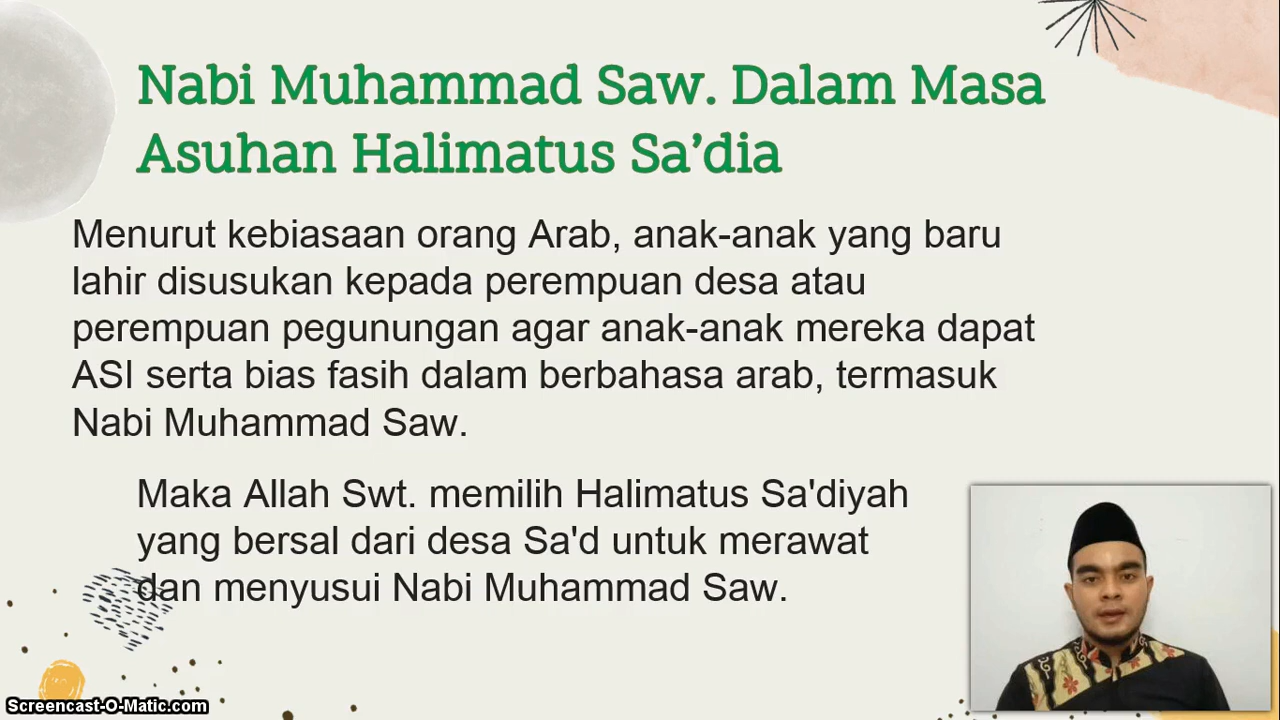 Nabi Muhammad Saw. Dalam Masa
Asuhan Halimatus Sa’dia
Menurut kebiasaan orang Arab, anak-anak yang baru
lahir disusukan kepada perempuan desa atau
perempuan pegunungan agar anak-anak mereka dapat
ASI serta bias fasih dalam berbahasa arab, termasuk
Nabi Muhammad Saw.
Maka Allah Swt. memilih Halimatus Sa'diyah
yang bersal dari desa Sa'd untuk merawat
dan menyusui Nabi Muhammad Saw.
Screencast-O-Matic.com